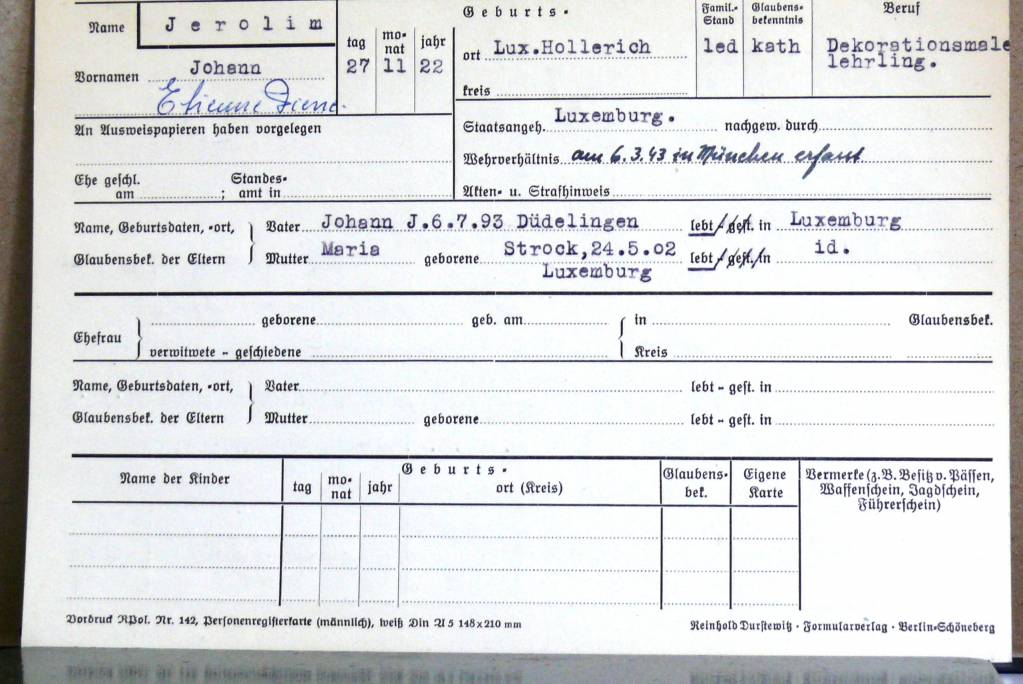 Name Jerolim
Geburts-
tag monat jahr
27 11 22
ort Lux.Hollerich
kreis
Famil.-Stand
led
Glaubens-bekenntnis
kath
Beruf
Dekorationsmale
lehrling.
Vornamen Johann
Etienne
An Ausweispapieren haben vorgelegen
Staatsangeh. Luxemburg. nachgew. durch
Wehrverhältnis am 6.3.43 in München erfasst
Ehe geschl. am ; Standes-amt in
Akten- u. Strafhinweis
Name, Geburtsdaten, -ort, Vater Johann J.6.7.93 Düdelingen lebt - gest. in Luxemburg
Glaubensbek. der Eltern Mutter Maria geborene Strock,24.5.02 lebt - gest. in id.
Luxemburg
Ehefrau geborene geb. am in Glaubensbek.
verwitwete - geschiedene Kreis
Name, Geburtsdaten, -ort, Vater lebt - gest. in
Glaubensbek. der Eltern Mutter geborene lebt - gest. in
Name der Kinder
Geburts-
tag monat jahr ort (Kreis)
Glaubens-bek.
Eigene Karte
Vermerke (z.B. Besitz v. Pässen,
Waffenschein, Jagdschein,
Führerschein)
Vordruck RPol. Nr. 142, Personenregisterkarte (männlich), weiß Din A 5 148x210 mm
Reinhold Durstewitz · Formularverlag · Berlin-Schöneberg